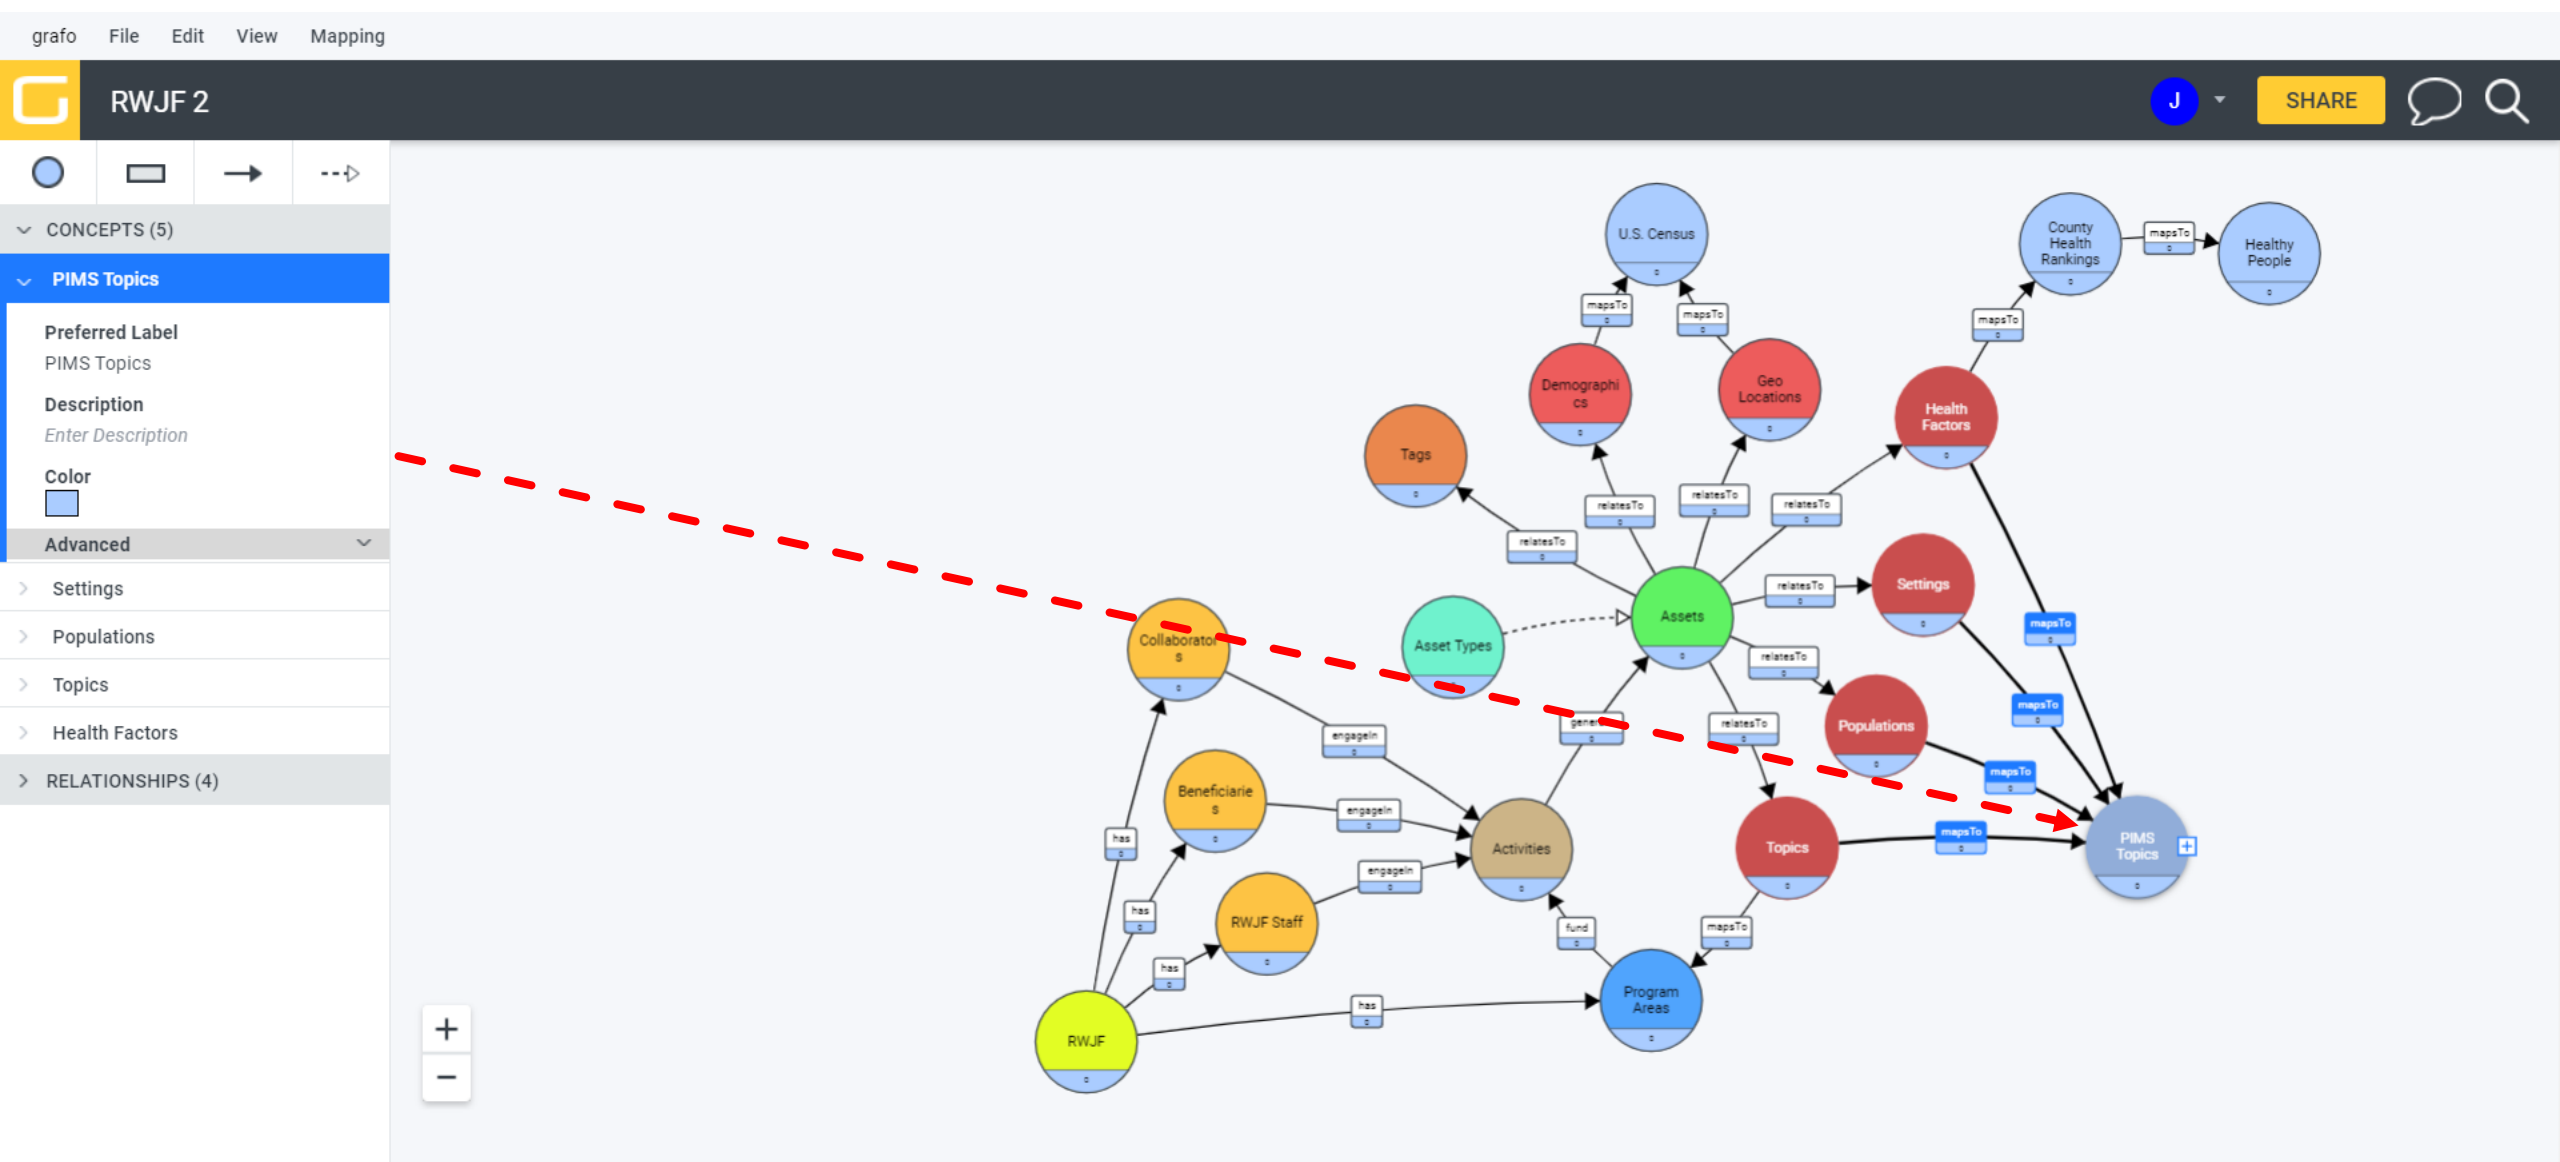 grafo File Edit View Mapping
RWJF 2
J
SHARE
CONCEPTS (5)
PIMS Topics
Preferred Label
PIMS Topics
Description
Enter Description
Color
Advanced
Settings
Populations
Topics
Health Factors
RELATIONSHIPS (4)
U.S. Census
County
Health
Rankings
mapsTo
Healthy
People
mapsTo
mapsTo
mapsTo
Demographi
cs
Geo
Locations
Health
Factors
Tags
relatesTo
relatesTo
relatesTo
relatesTo
Settings
relatesTo
Assets
mapsTo
Collaborator
s
Asset Types
relatesTo
mapsTo
engageIn
relatesTo
Populations
mapsTo
Beneficiarie
s
engageIn
Activities
Topics
mapsTo
PIMS
Topics
has
engageIn
has
RWJF Staff
fund
mapsTo
has
Program
Areas
has
RWJF